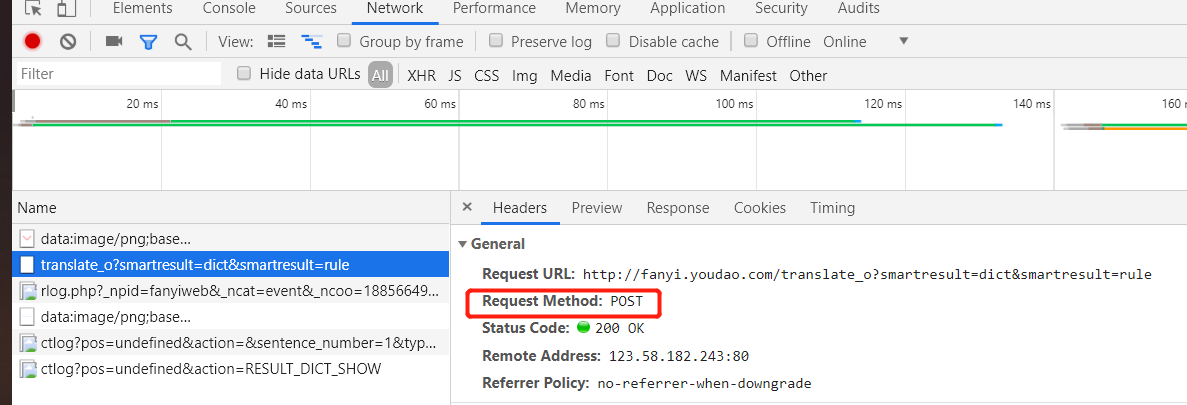 Elements Console Sources Network Performance Memory Application Security Audits
View: Group by frame Preserve log Disable cache Offline Online
Filter Hide data URLs All XHR JS CSS Img Media Font Doc WS Manifest Other
20 ms 40 ms 60 ms 80 ms 100 ms 120 ms 140 ms 160 m
Name
data:image/png;base...
translate_o?smartresult=dict&smartresult=rule
rlog.php?_npid=fanyiweb&_ncat=event&_ncoo=18856649...
data:image/png;base...
ctlog?pos=undefined&action=&sentence_number=1&typ...
ctlog?pos=undefined&action=RESULT_DICT_SHOW
× Headers Preview Response Cookies Timing
General
Request URL: http://fanyi.youdao.com/translate_o?smartresult=dict&smartresult=rule
Request Method: POST
Status Code: 200 OK
Remote Address: 123.58.182.243:80
Referrer Policy: no-referrer-when-downgrade